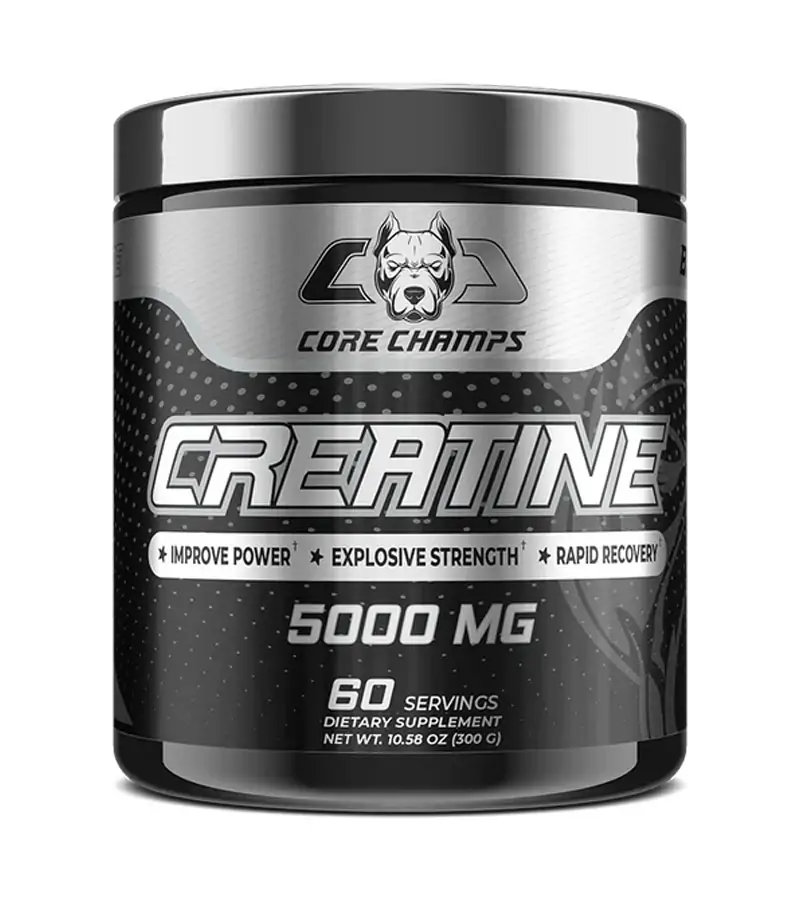 CORE CHAMPS
CREATINE
★ IMPROVE POWER† ★ EXPLOSIVE STRENGTH† ★ RAPID RECOVERY†
5000 MG
60 SERVINGS
DIETARY SUPPLEMENT
NET WT. 10.58 OZ (300 G)